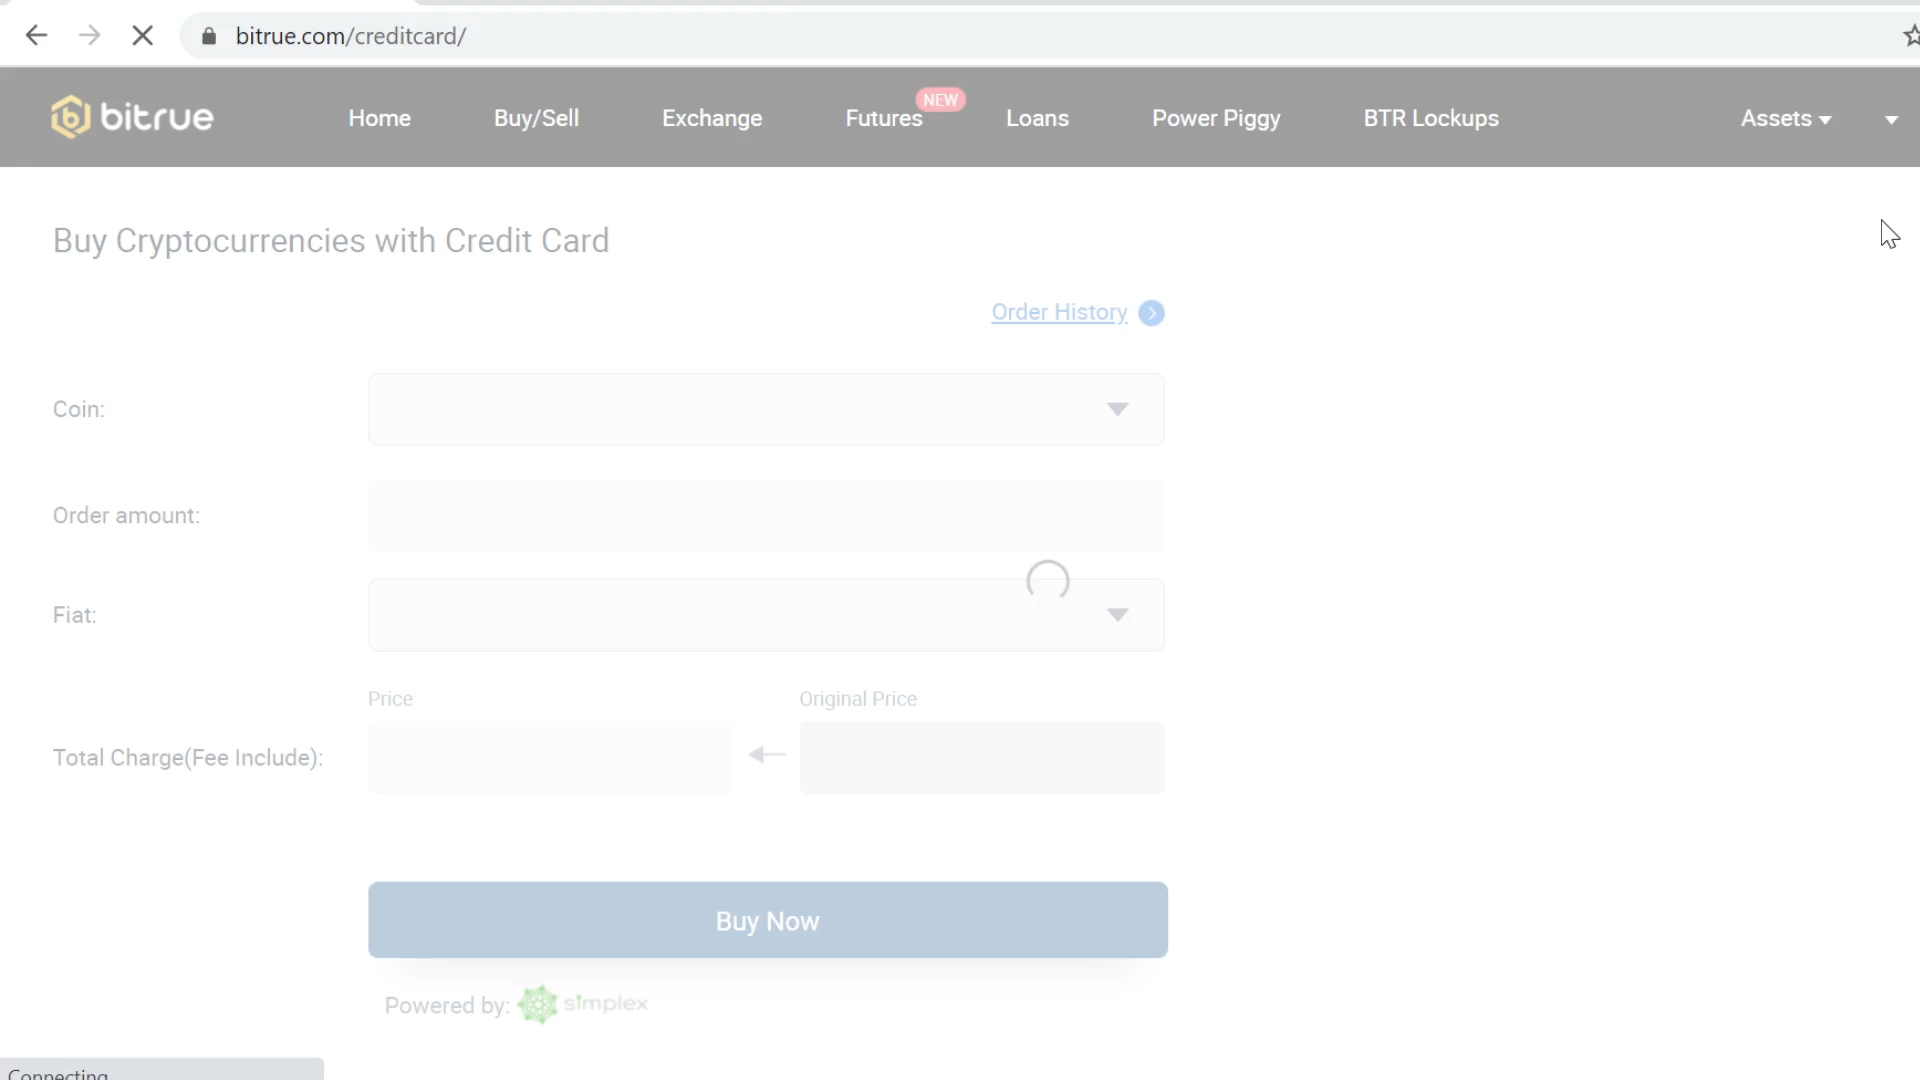 bitrue.com/creditcard/
bitrue
Home
Buy/Sell
Exchange
Futures
NEW
Loans
Power Piggy
BTR Lockups
Assets
Buy Cryptocurrencies with Credit Card
Order History
Coin:
Order amount:
Fiat:
Price
Original Price
Total Charge(Fee Include):
Buy Now
Powered by: simplex
Connecting